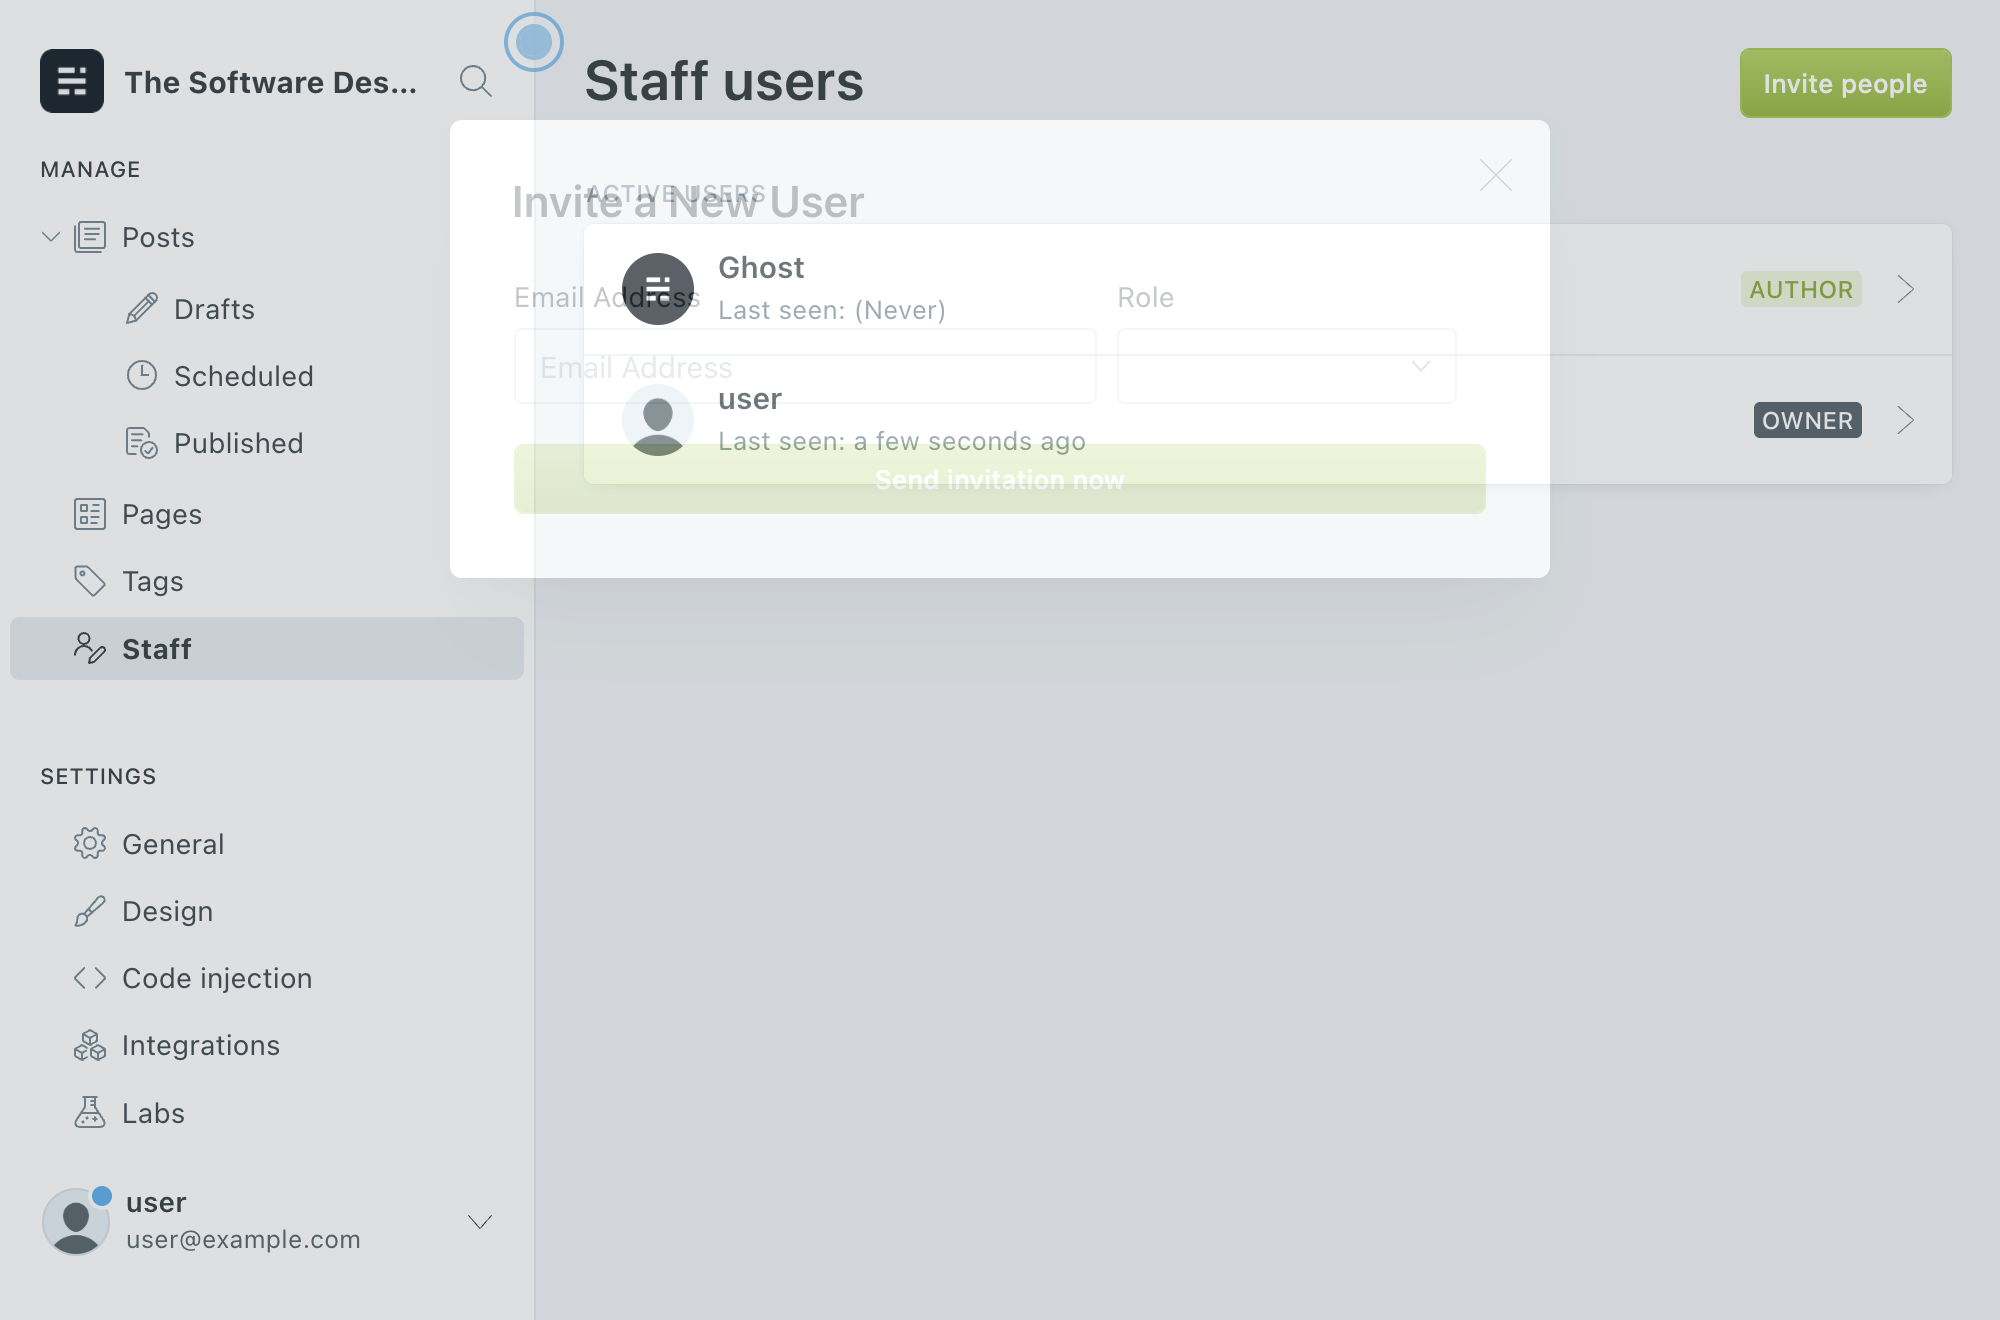 The Software Des...
MANAGE
Posts
Drafts
Scheduled
Published
Pages
Tags
Staff
SETTINGS
General
Design
Code injection
Integrations
Labs
user
user@example.com
Staff users
Invite people
ACTIVE USERS
Ghost
Last seen: (Never)
AUTHOR
user
Last seen: a few seconds ago
OWNER
Invite a New User
Email Address
Role
Email Address
Send invitation now